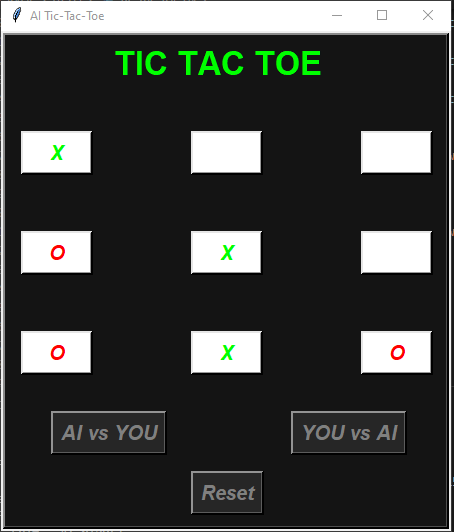 AI Tic-Tac-Toe
TIC TAC TOE
X
O X
O X O
AI vs YOU YOU vs AI
Reset